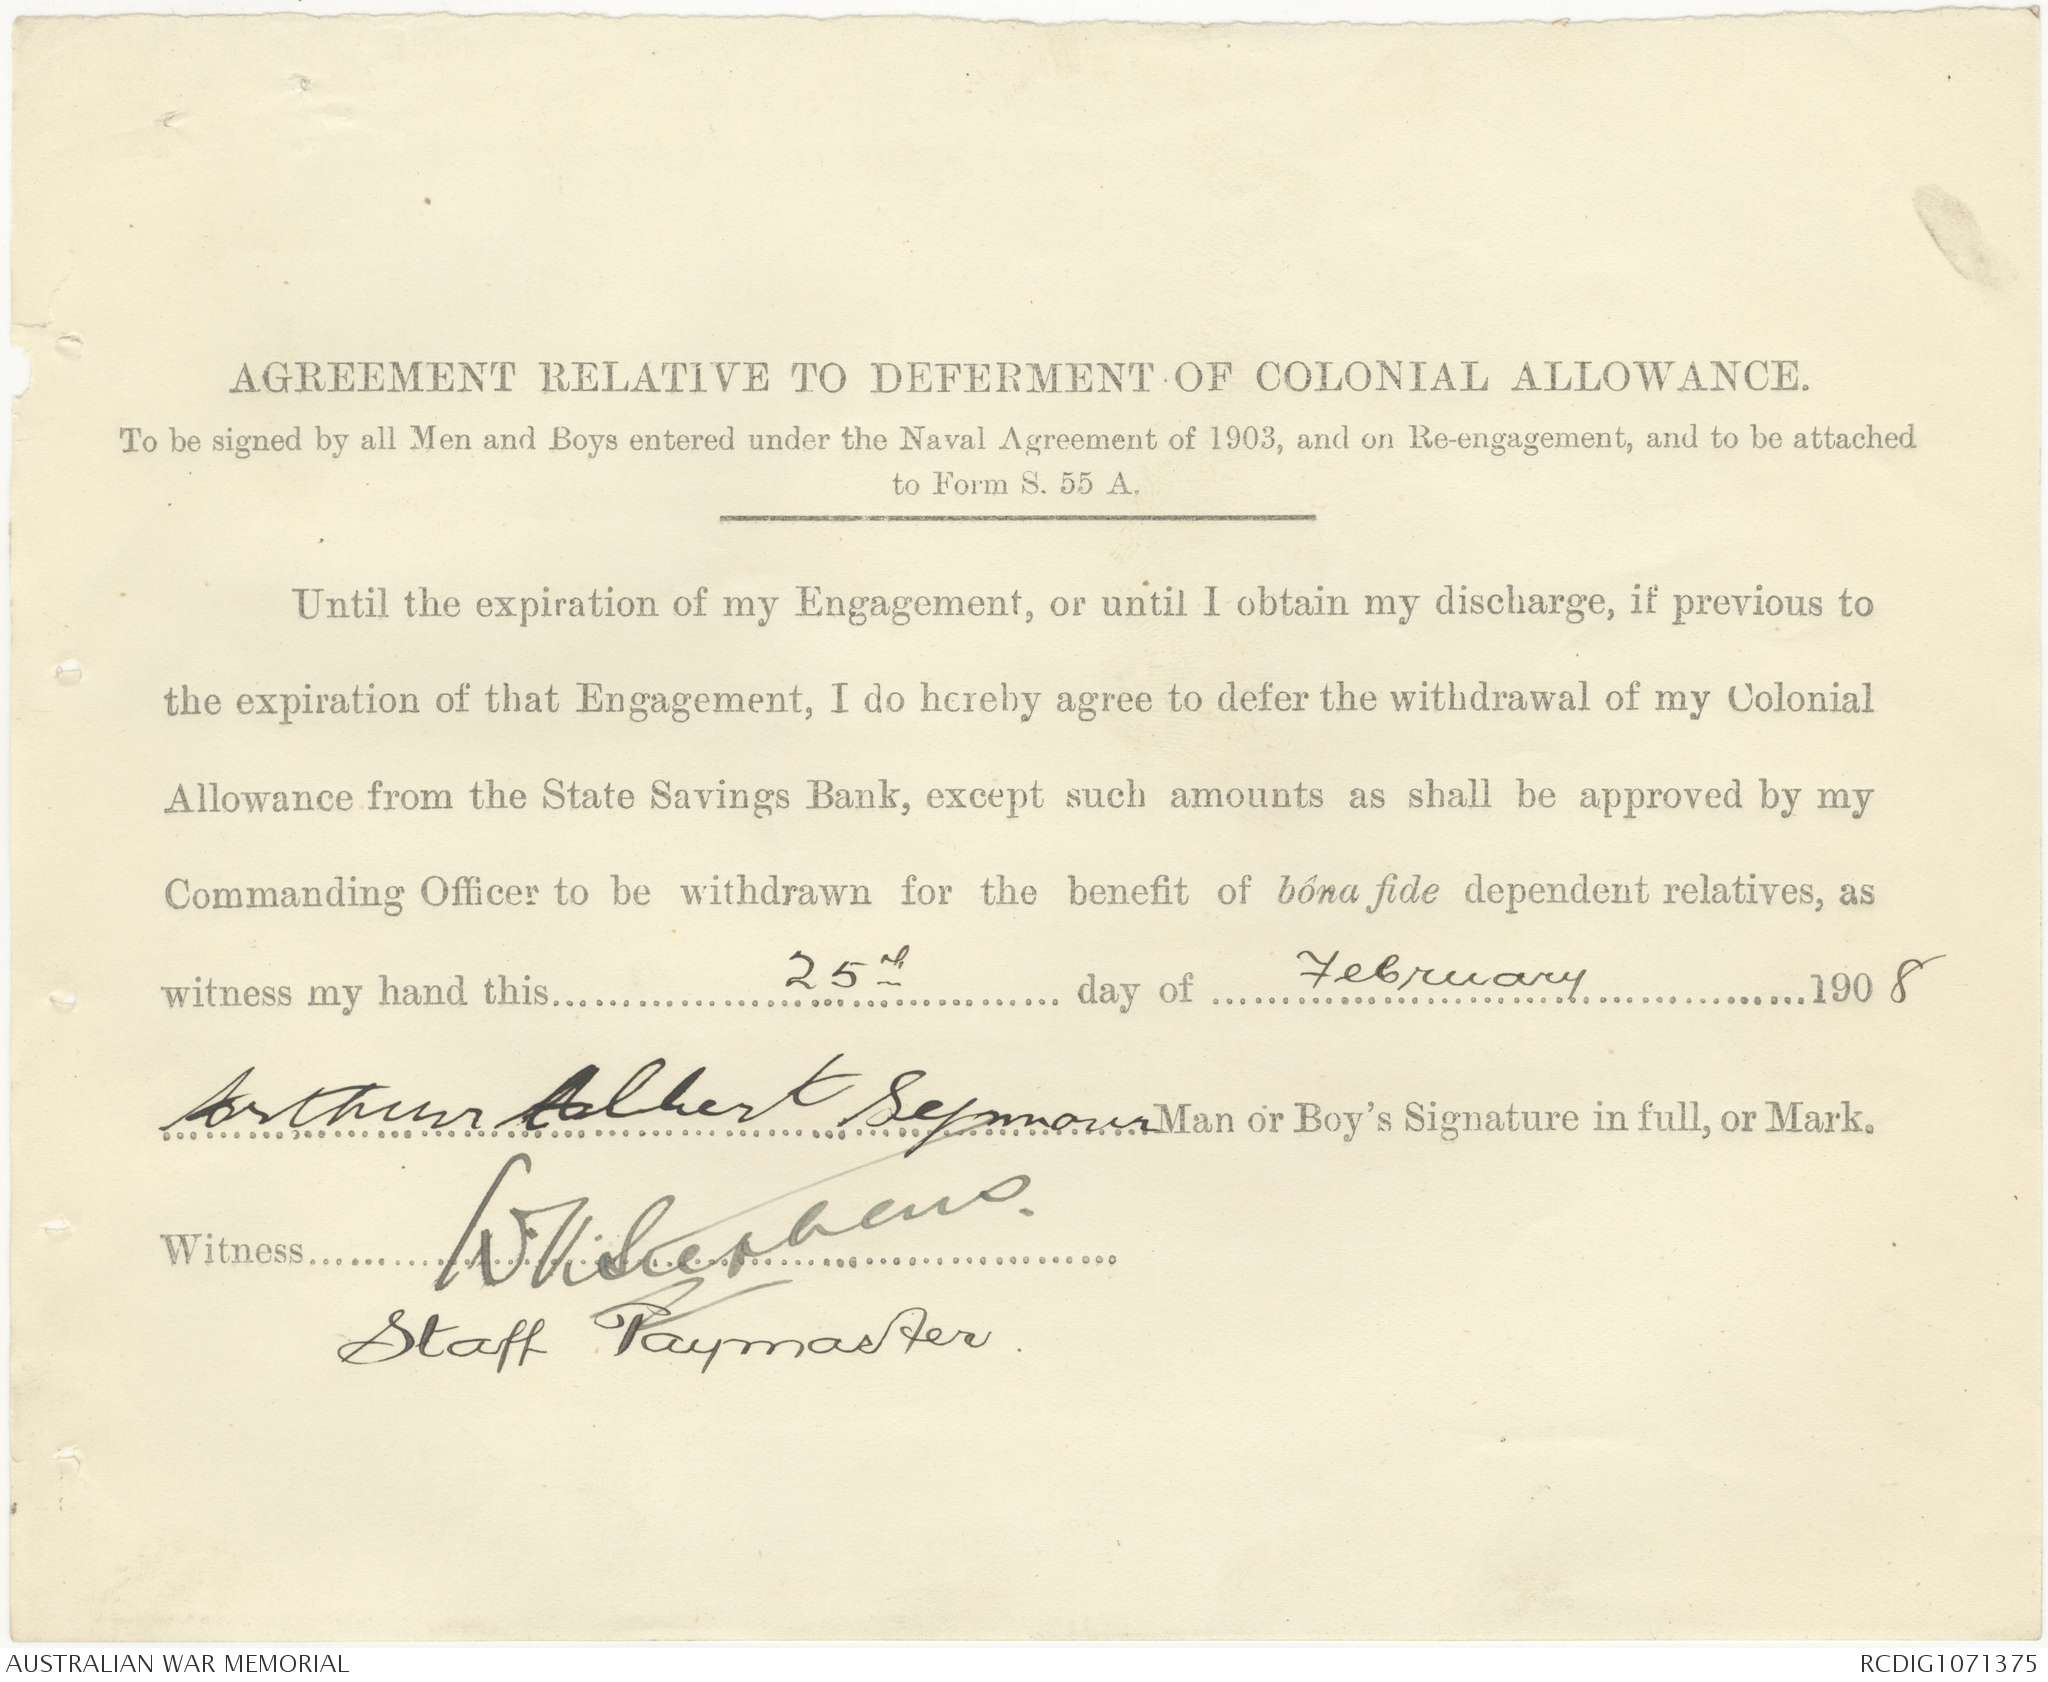 AGREEMENT RELATIVE TO DEFERMENT OF COLONIAL ALLOWANCE.
To be signed by all Men and Boys entered under the Naval Agreement of 1903, and on Re-engagement, and to be attached
to Form S. 55 A.
Until the expiration of my Engagement, or until I obtain my discharge, if previous to
the expiration of that Engagement, I do hereby agree to defer the withdrawal of my Colonial
Allowance from the State Savings Bank, except such amounts as shall be approved by my
Commanding Officer to be withdrawn for the benefit of bôna fide dependent relatives, as
witness my hand this 25th day of February 1908
Arthur Albert Seymour Man or Boy's Signature in full, or Mark.
Witness
Staff Paymaster.
AUSTRALIAN WAR MEMORIAL RCDIG1071375